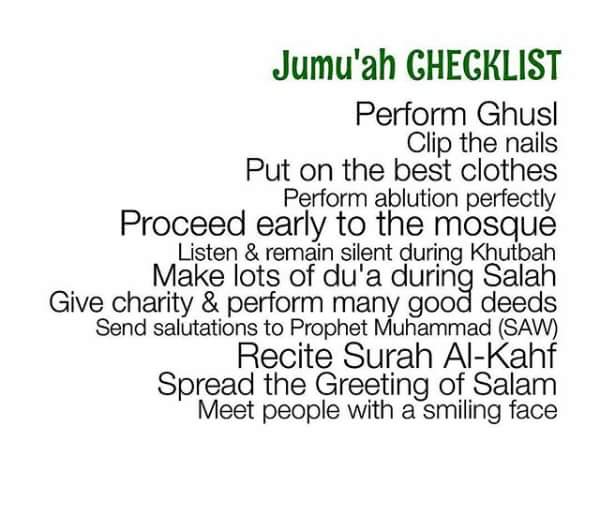 Jumu'ah CHECKLIST
Perform Ghusl
Clip the nails
Put on the best clothes
Perform ablution perfectly
Proceed early to the mosque
Listen & remain silent during Khutbah
Make lots of du'a during Salah
Give charity & perform many good deeds
Send salutations to Prophet Muhammad (SAW)
Recite Surah Al-Kahf
Spread the Greeting of Salam
Meet people with a smiling face